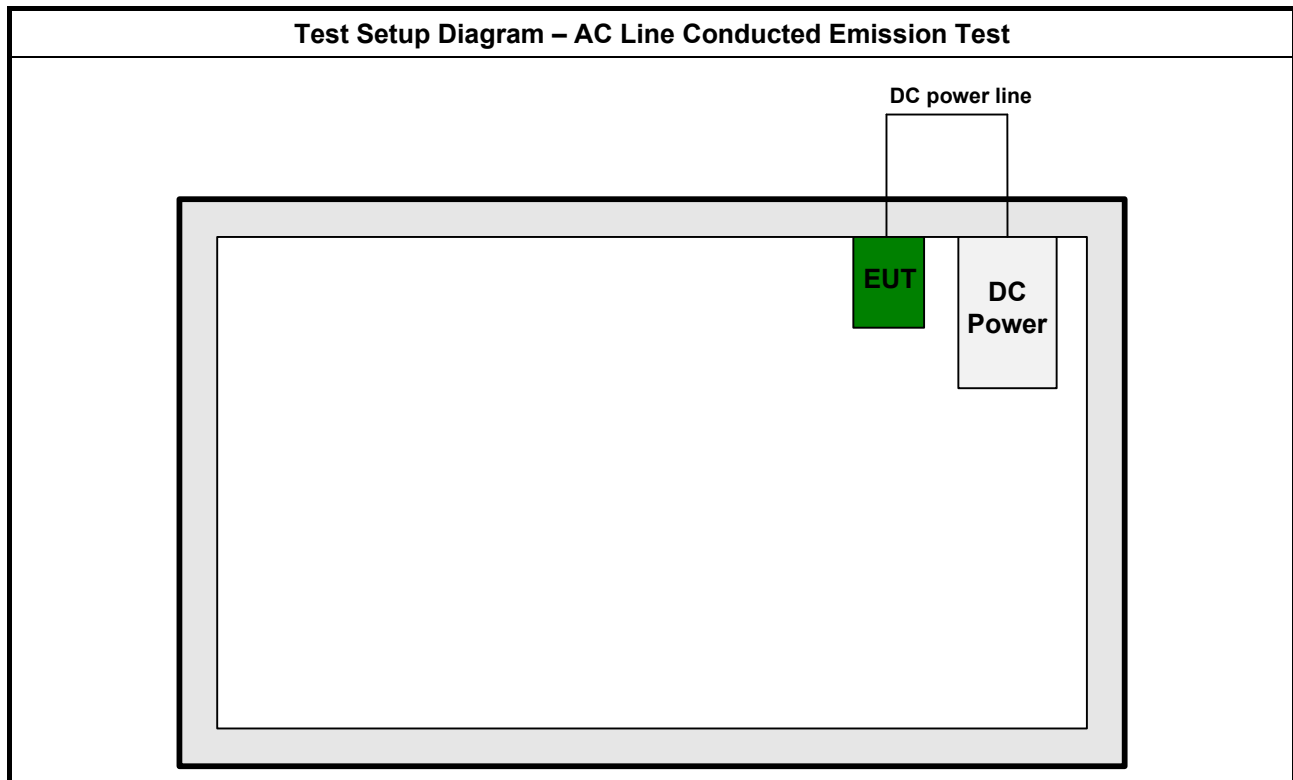 Test Setup Diagram – AC Line Conducted Emission Test
DC power line
EUT
DC
Power